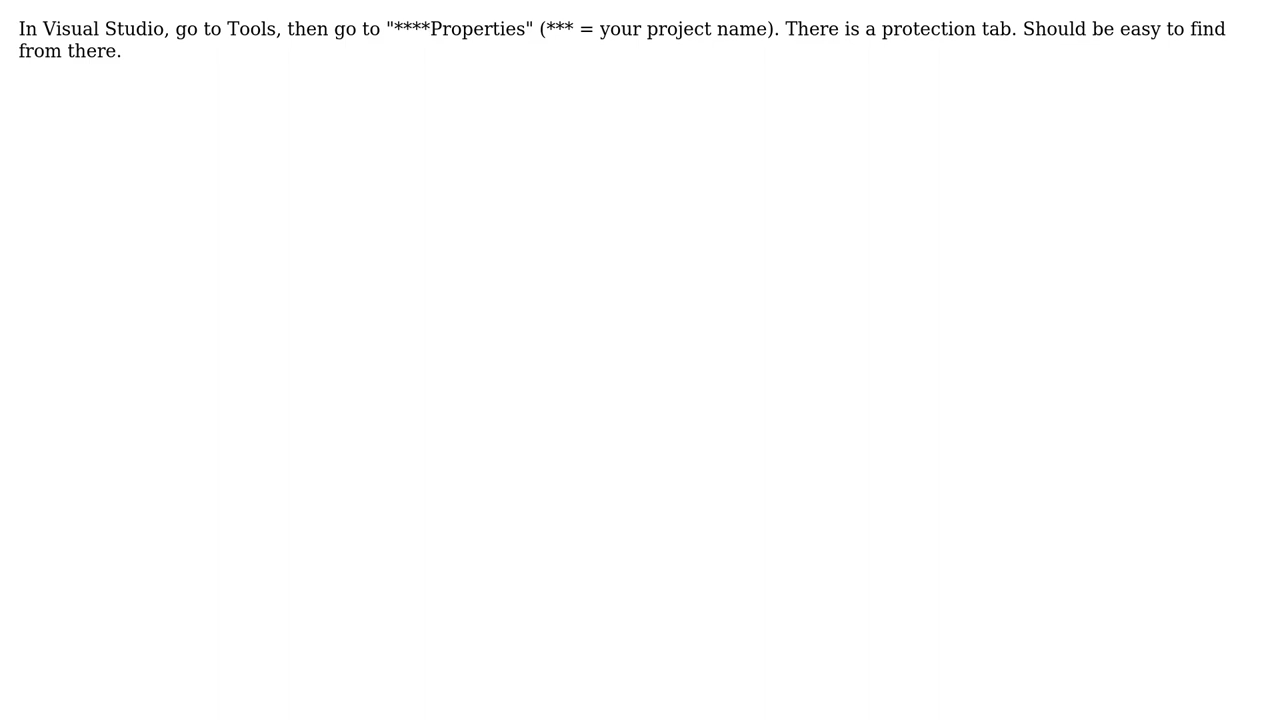 In Visual Studio, go to Tools, then go to "****Properties" (*** = your project name). There is a protection tab. Should be easy to find
from there.